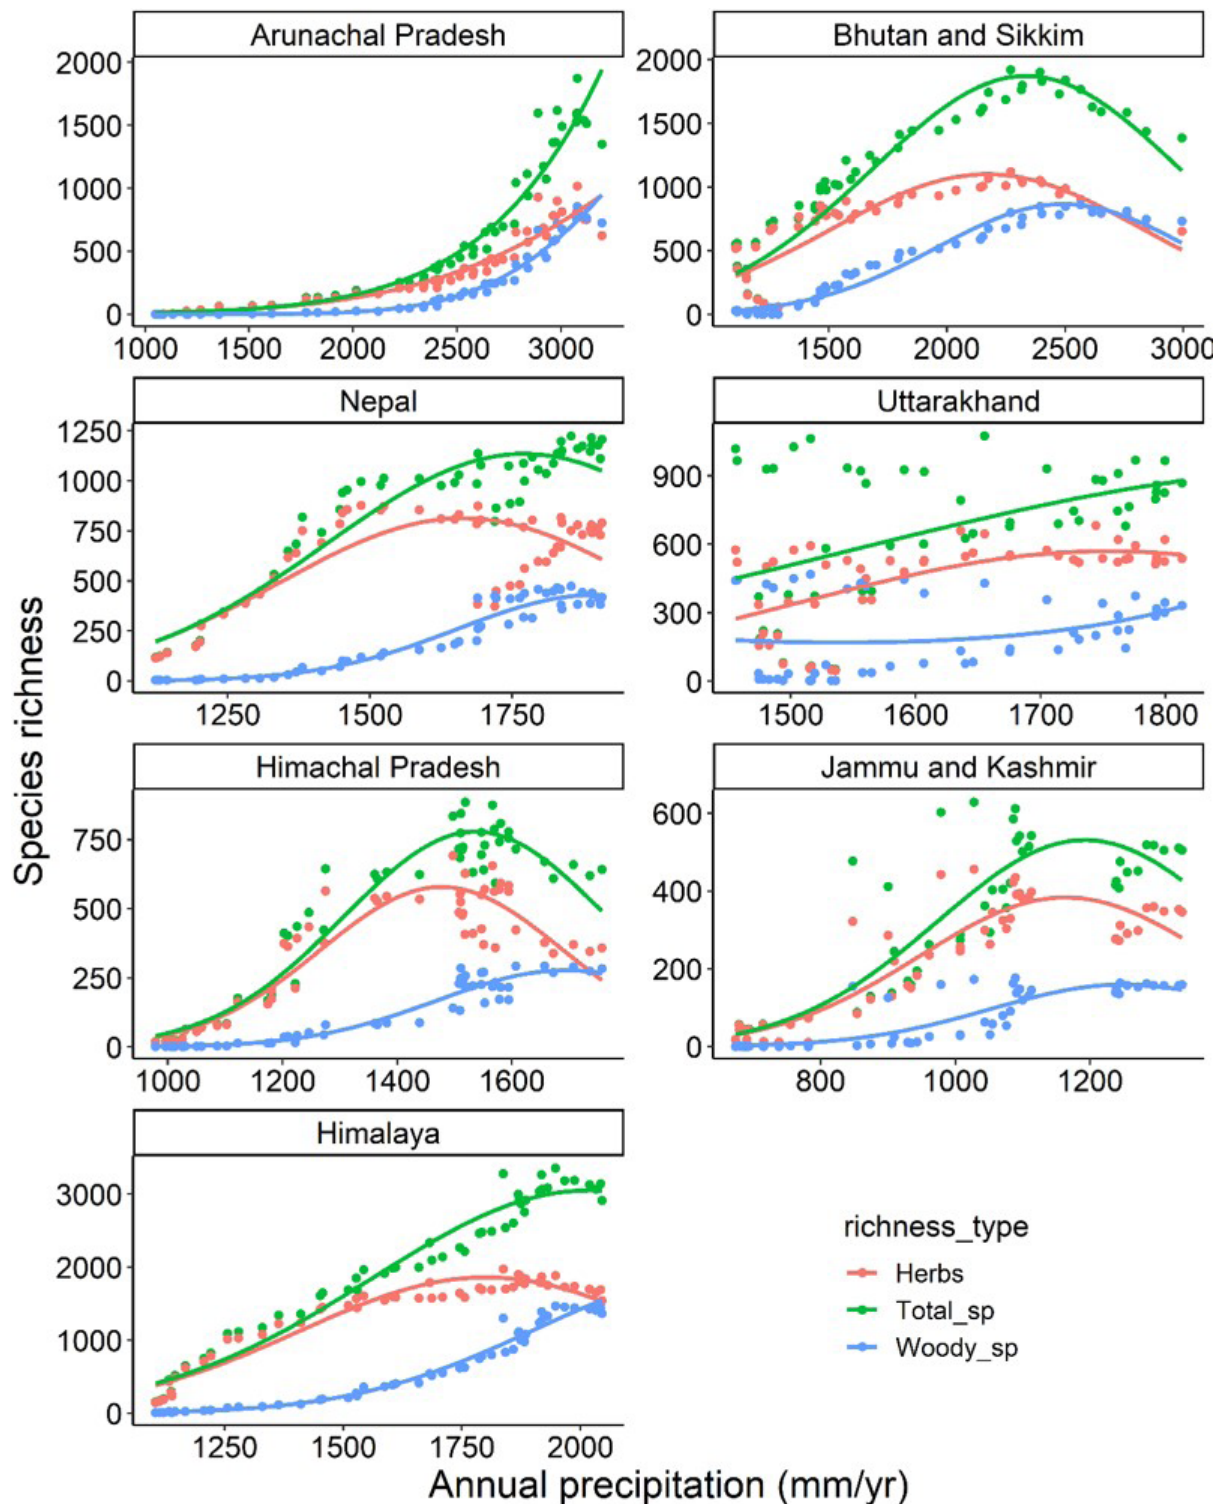 Arunachal Pradesh
2000
1500
1000
500
0
1000 1500 2000 2500 3000
Bhutan and Sikkim
2000
1500
1000
500
0
1500 2000 2500 3000
Nepal
1250
1000
750
500
250
0
1250 1500 1750
Uttarakhand
900
600
300
0
1500 1600 1700 1800
Species richness
Himachal Pradesh
750
500
250
0
1000 1200 1400 1600
Jammu and Kashmir
600
400
200
0
800 1000 1200
Himalaya
3000
2000
1000
0
1250 1500 1750 2000
richness_type
Herbs
Total_sp
Woody_sp
Annual precipitation (mm/yr)